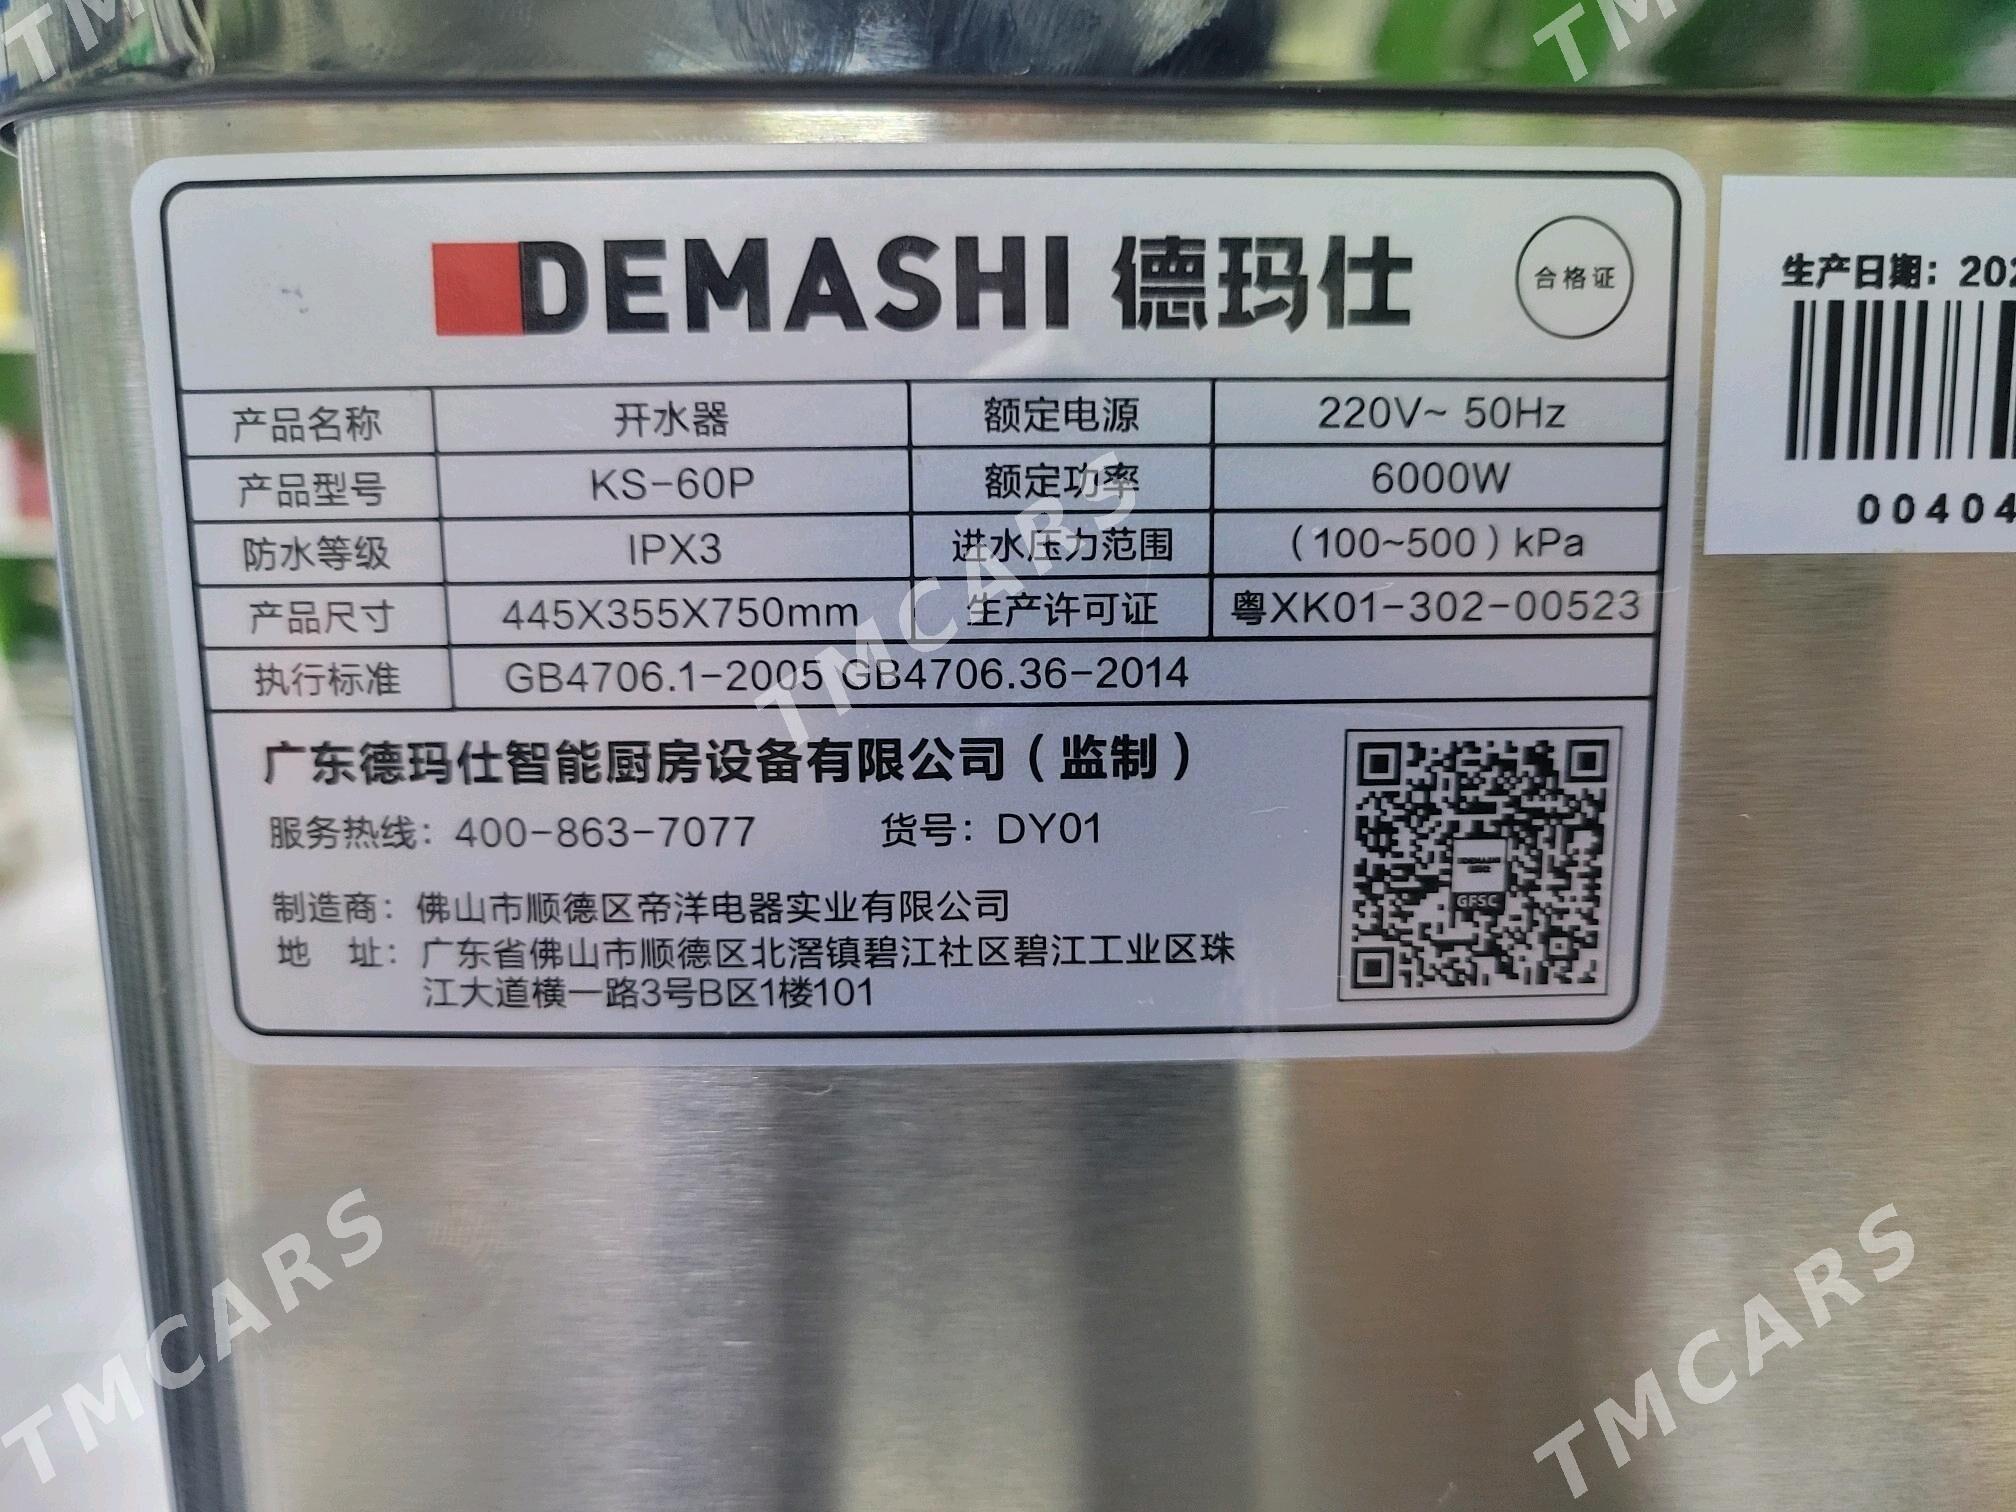 DEMASHI 德玛仕
合格证
产品名称 开水器 额定电源 220V~ 50Hz
产品型号 KS-60P 额定功率 6000W
防水等级 IPX3 进水压力范围 (100~500)kPa
产品尺寸 445X355X750mm 生产许可证 粤XK01-302-00523
执行标准 GB4706.1-2005 GB4706.36-2014
广东德玛仕智能厨房设备有限公司(监制)
服务热线: 400-863-7077 货号: DY01
制造商: 佛山市顺德区帝洋电器实业有限公司
地 址: 广东省佛山市顺德区北滘镇碧江社区碧江工业区珠
江大道横一路3号B区1楼101
GFSC
生产日期: 202
00404
TMCARS
TMCARS
TMCARS